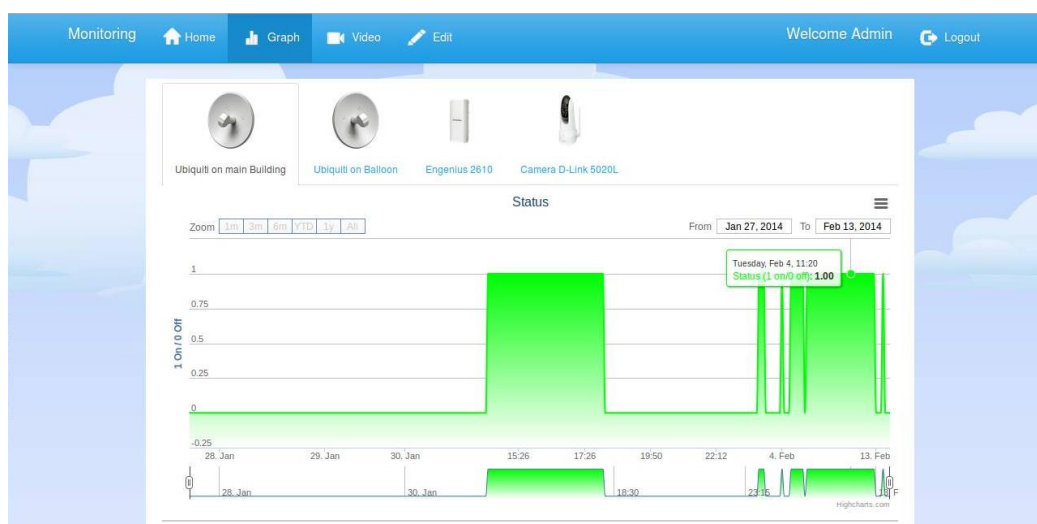 Monitoring Home Graph Video Edit Welcome Admin Logout
Ubiquiti on main Building Ubiquiti on Balloon Engenius 2610 Camera D-Link 5020L
Status
Zoom 1m 3m 6m YTD 1y All From Jan 27, 2014 To Feb 13, 2014
Tuesday, Feb 4, 11:20
Status (1 on/0 off): 1.00
1
0.75
0.5
0.25
0
-0.25
1 On / 0 Off
28. Jan 29. Jan 30. Jan 15:26 17:26 19:50 22:12 4. Feb 13. Feb
28. Jan 30. Jan 18:30 23:15
Highcharts.com